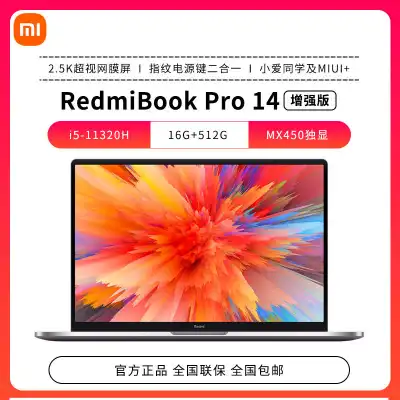 mi
2.5K超视网膜屏 I 指纹电源键二合一 I 小爱同学及MIUI+
RedmiBook Pro 14 增强版
i5-11320H 16G+512G MX450独显
Redmi
官方正品 全国联保 全国包邮